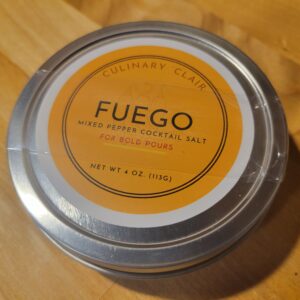 CULINARY CLAIR
FUEGO
MIXED PEPPER COCKTAIL SALT
FOR BOLD POURS
NET WT 4 OZ. (113G)